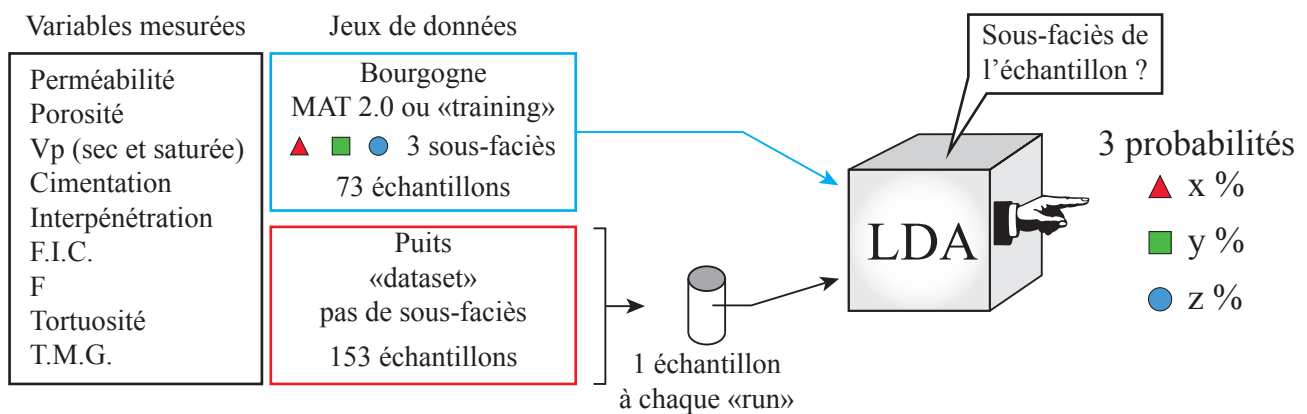 Variables mesurées
Perméabilité
Porosité
Vp (sec et saturée)
Cimentation
Interpénétration
F.I.C.
F
Tortuosité
T.M.G.
Jeux de données
Bourgogne
MAT 2.0 ou «training»
3 sous-faciès
73 échantillons
Puits
«dataset»
pas de sous-faciès
153 échantillons
1 échantillon
à chaque «run»
Sous-faciès de
l'échantillon ?
LDA
3 probabilités
x %
y %
z %